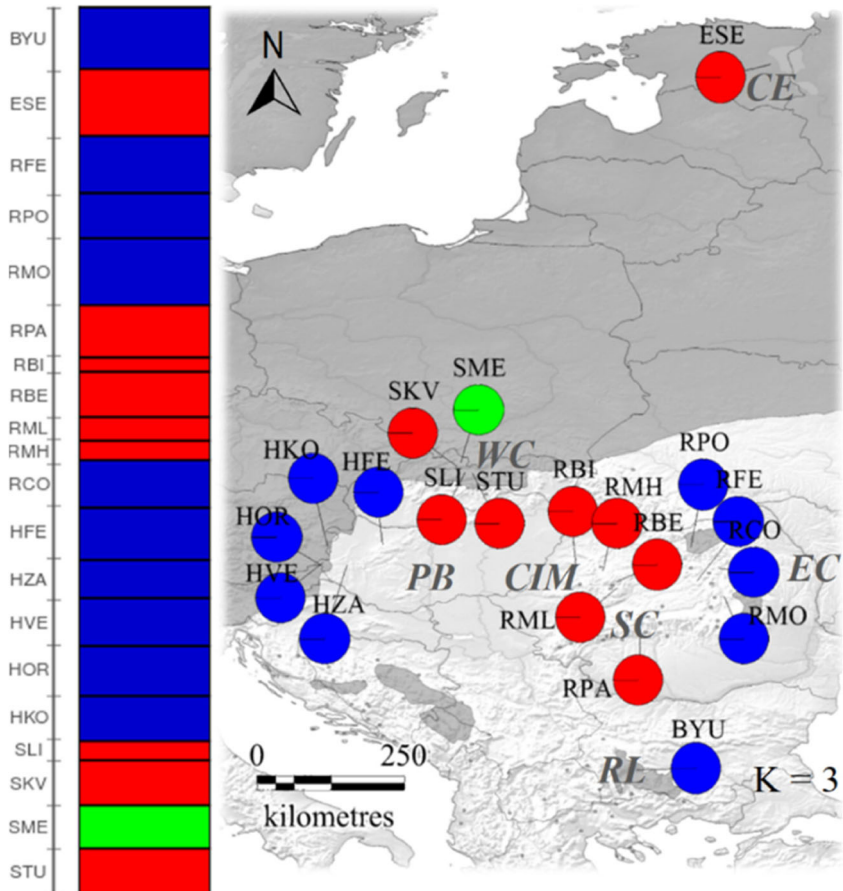 BYU
ESE
RFE
RPO
RMO
RPA
RBI
RBE
RML
RMH
RCO
HFE
HZA
HVE
HOR
HKO
SLI
SKV
SME
STU
N
ESE
CE
SME
SKV
WC
HKO
HFE
SLI
STU
RBI
RMH
RPO
RFE
HOR
RBE
RCO
HVE
PB
CIM
EC
HZA
RML
SC
RMO
RPA
BYU
RL
K = 3
0 250
kilometres